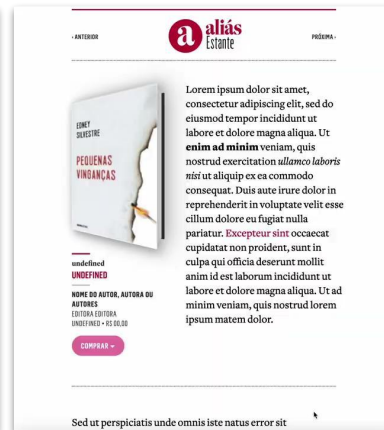 ‹ ANTERIOR
a aliás
Estante
PRÓXIMA ›
EDNEY
SILVESTRE
PEQUENAS
VINGANÇAS
undefined
UNDEFINED
NOME DO AUTOR, AUTORA OU
AUTORES
EDITORA EDITORA
UNDEFINED • R$ 00,00
COMPRAR
Lorem ipsum dolor sit amet,
consectetur adipiscing elit, sed do
eiusmod tempor incididunt ut
labore et dolore magna aliqua. Ut
enim ad minim veniam, quis
nostrud exercitation ullamco laboris
nisi ut aliquip ex ea commodo
consequat. Duis aute irure dolor in
reprehenderit in voluptate velit esse
cillum dolore eu fugiat nulla
pariatur. Excepteur sint occaecat
cupidatat non proident, sunt in
culpa qui officia deserunt mollit
anim id est laborum incididunt ut
labore et dolore magna aliqua. Ut ad
minim veniam, quis nostrud lorem
ipsum matem dolor.
Sed ut perspiciatis unde omnis iste natus error sit